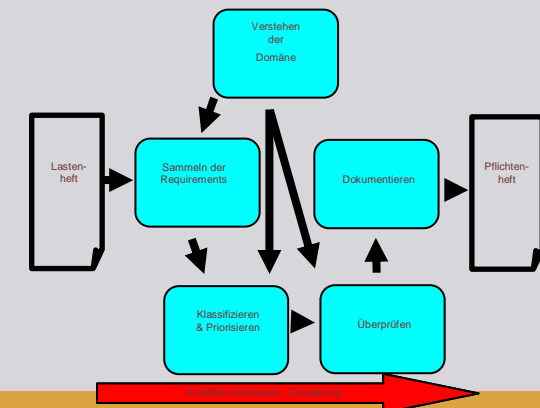 Verstehen
der
Domäne
Lasten-
heft
Sammeln der
Requirements
Dokumentieren
Pflichten-
heft
Klassifizieren
& Priorisieren
Überprüfen